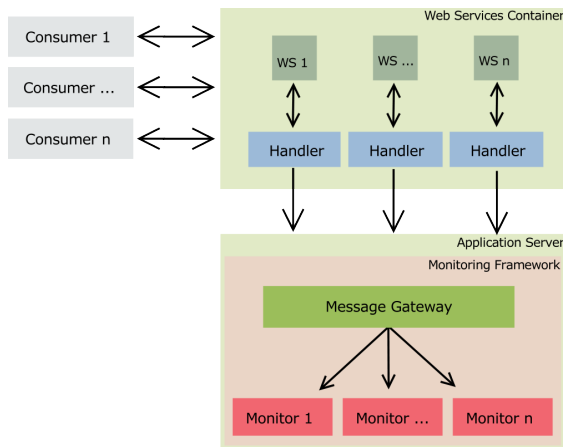 Web Services Container
Consumer 1
Consumer ...
Consumer n
WS 1
WS ...
WS n
Handler
Handler
Handler
Application Server
Monitoring Framework
Message Gateway
Monitor 1
Monitor ...
Monitor n